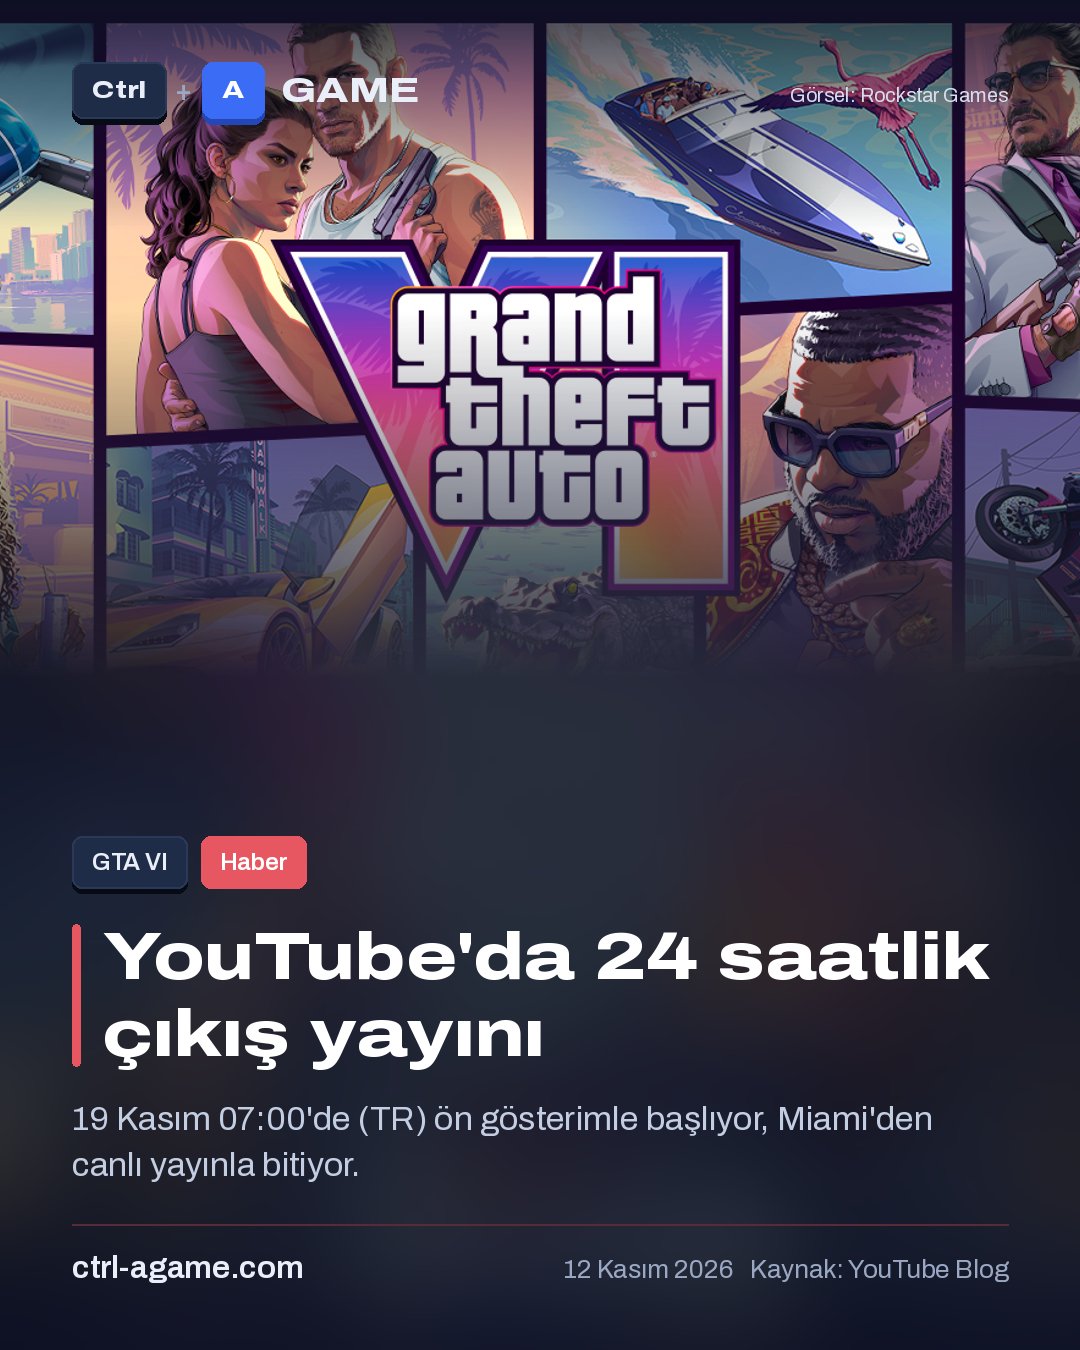 Ctrl + A GAME
Görsel: Rockstar Games
VI
grand
theft
auto
GTA VI
Haber
YouTube'da 24 saatlik
çıkış yayını
19 Kasım 07:00'de (TR) ön gösterimle başlıyor, Miami'den
canlı yayınla bitiyor.
ctrl-agame.com
12 Kasım 2026 Kaynak: YouTube Blog